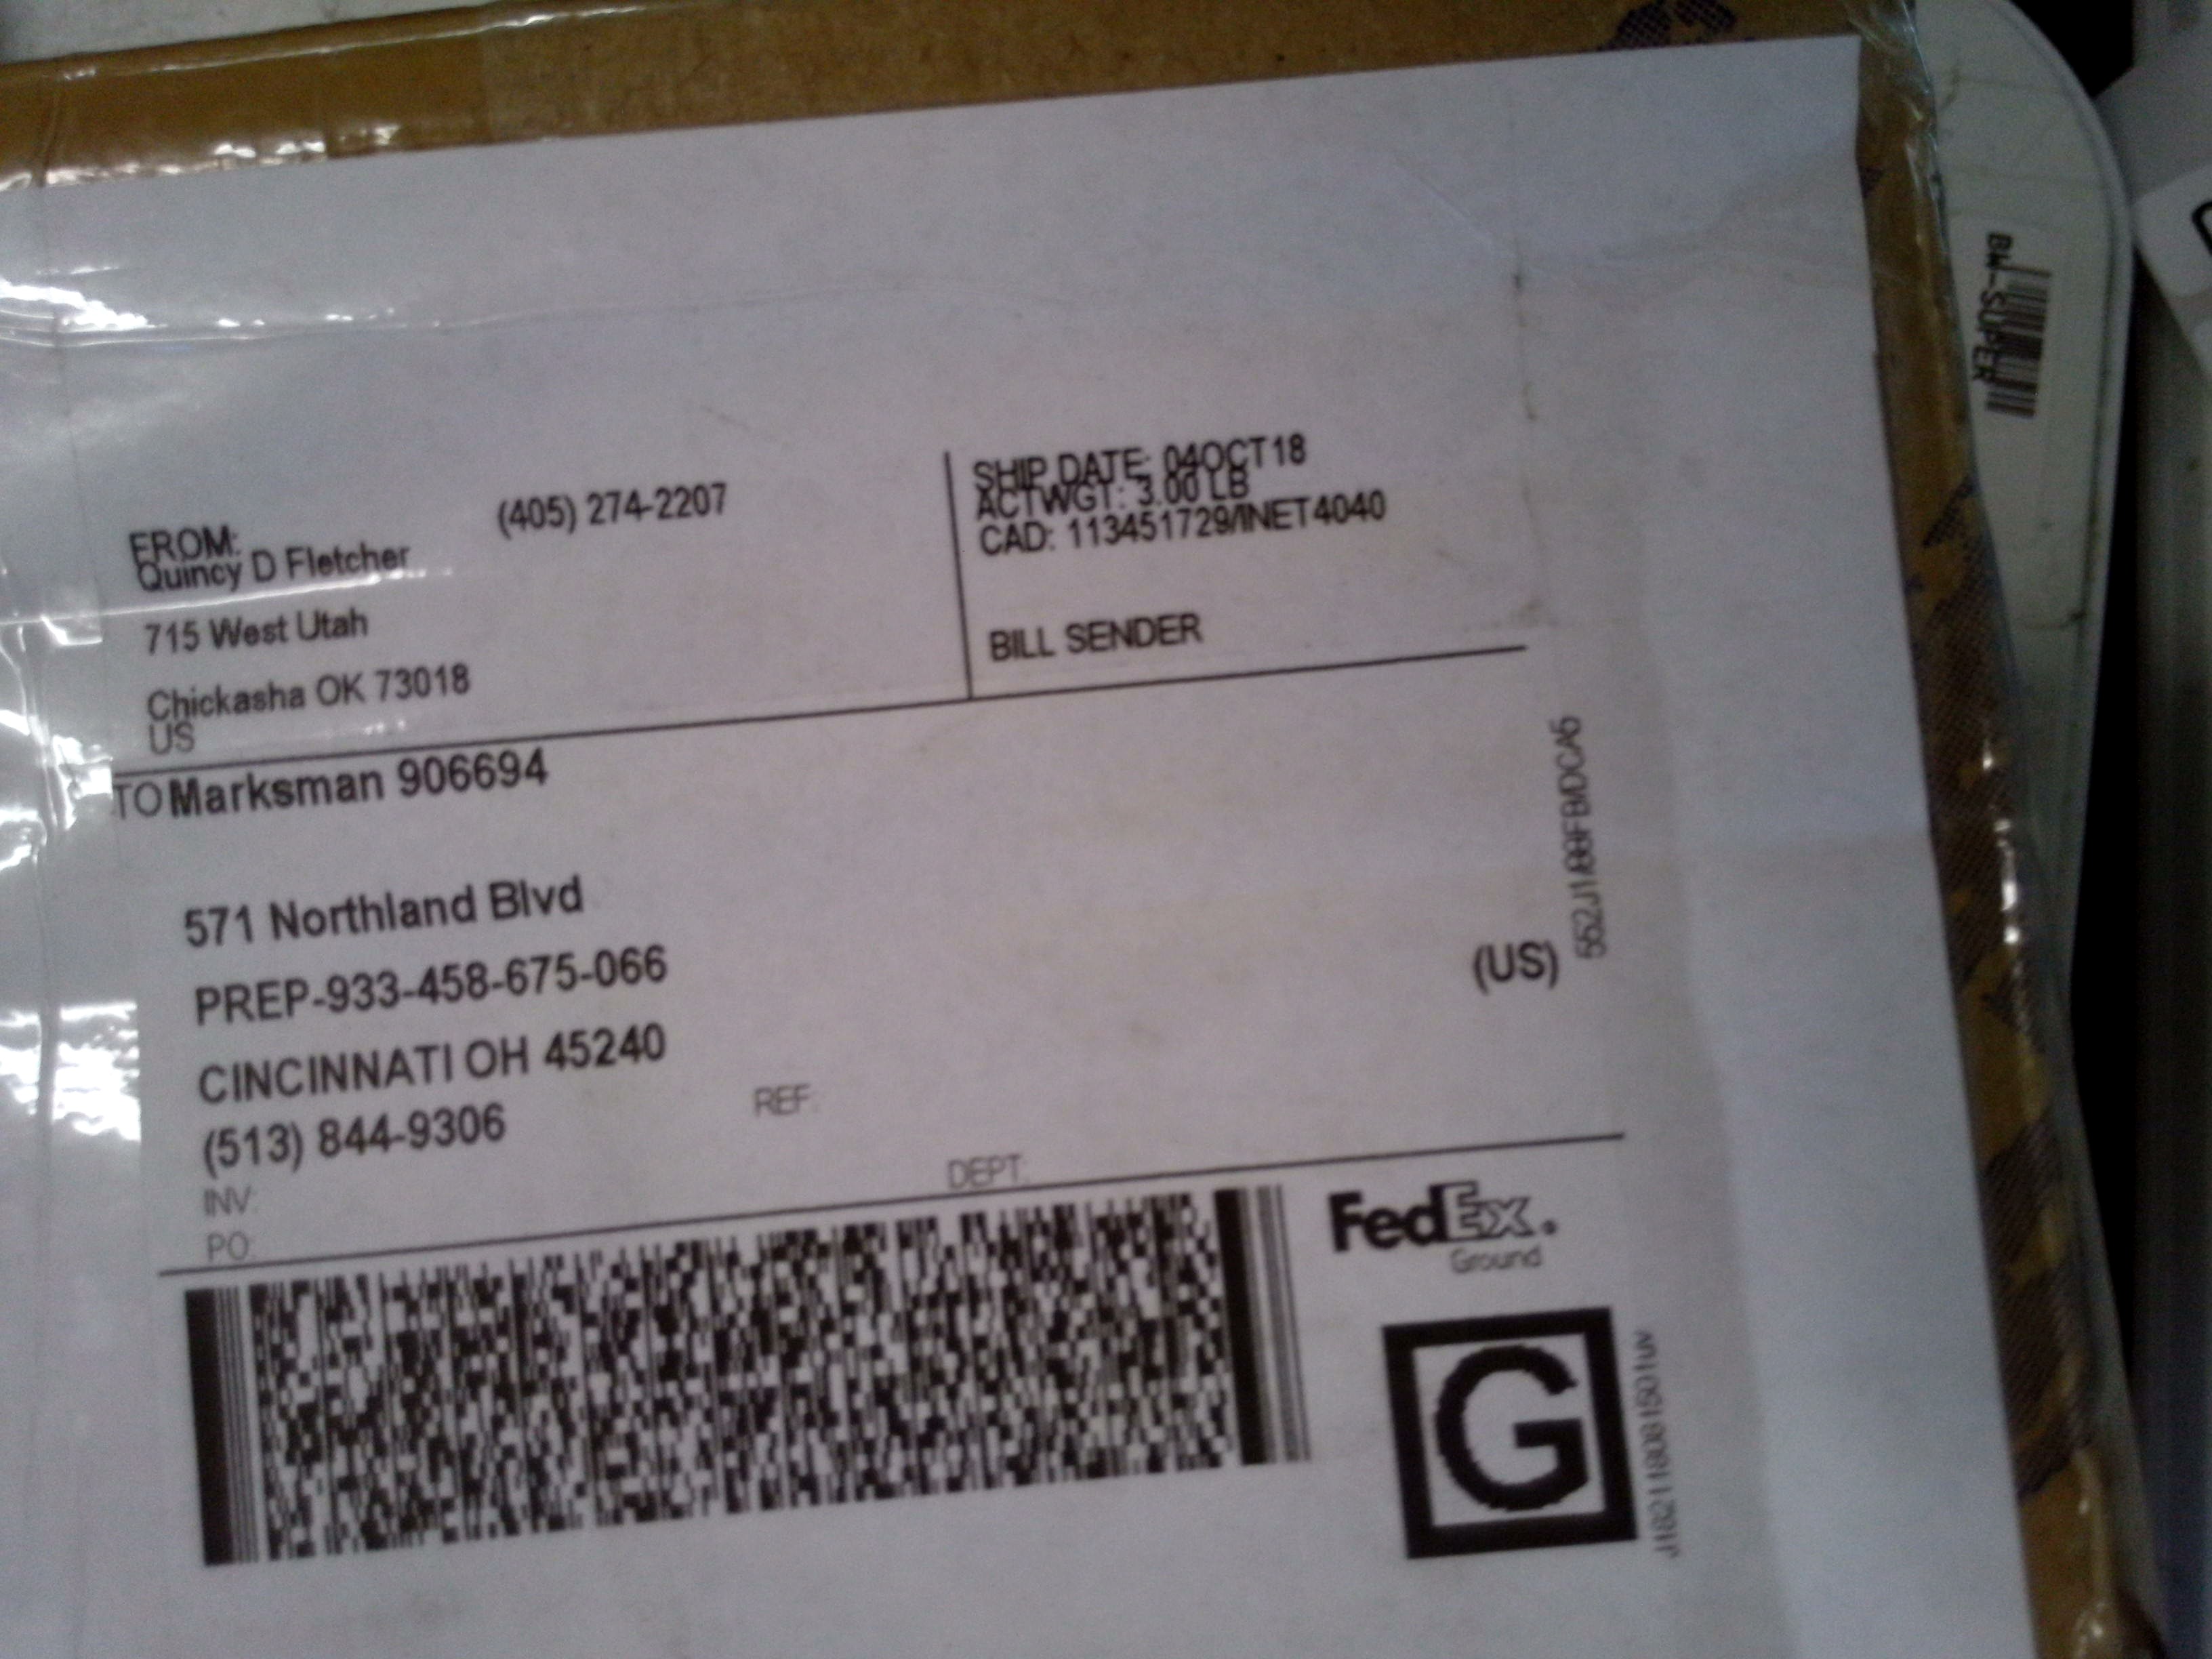 FROM:
(405) 274-2207
Quincy D Fletcher
715 West Utah
Chickasha OK 73018
US
SHIP DATE: 04OCT18
ACTWGT: 3.00 LB
CAD: 113451729/INET4040
BILL SENDER
TO Marksman 906694
571 Northland Blvd
PREP-933-458-675-066
CINCINNATI OH 45240
(US)
(513) 844-9306
REF:
INV:
PO:
DEPT:
FedEx.
Ground
G